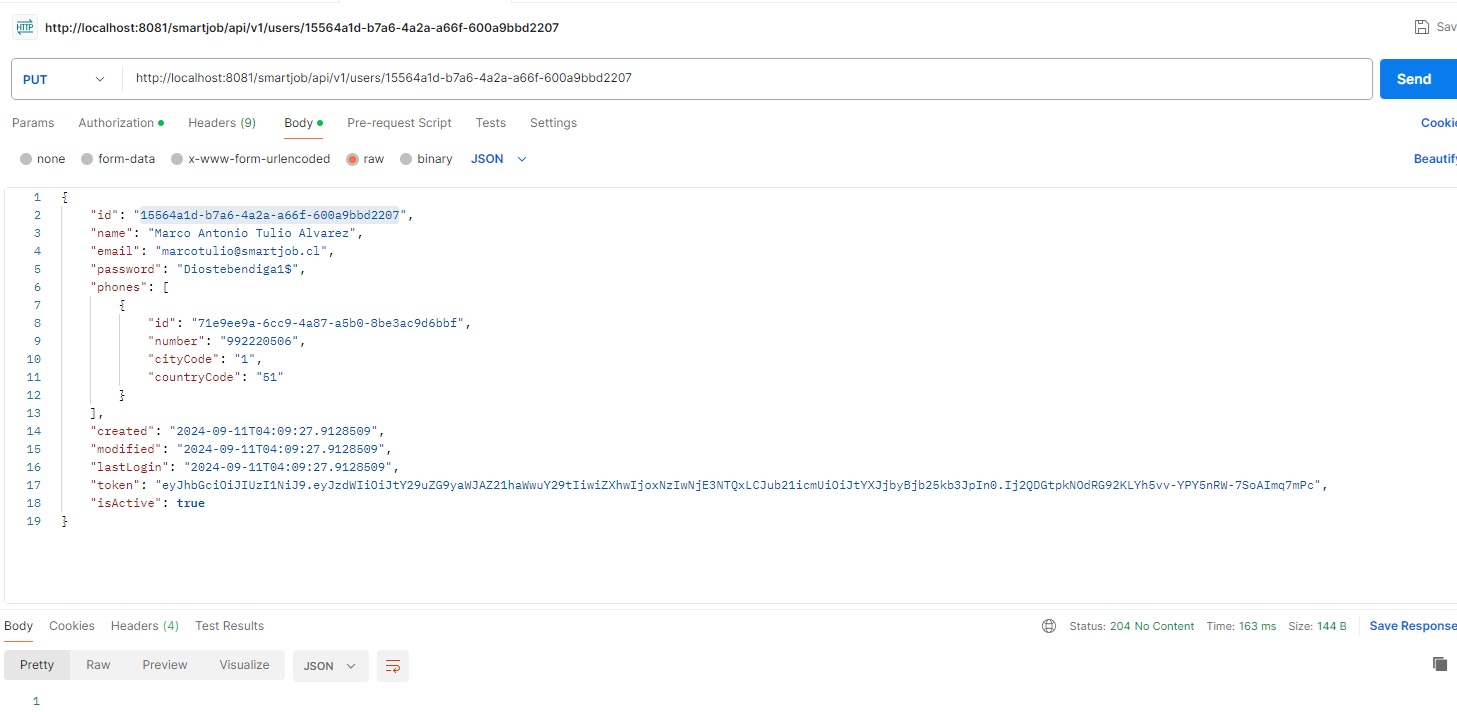 HTTP http://localhost:8081/smartjob/api/v1/users/15564a1d-b7a6-4a2a-a66f-600a9bbd2207 Sav
PUT http://localhost:8081/smartjob/api/v1/users/15564a1d-b7a6-4a2a-a66f-600a9bbd2207 Send
Params Authorization Headers (9) Body Pre-request Script Tests Settings Cookie
none form-data x-www-form-urlencoded raw binary JSON Beautify
1 {
2 "id": "15564a1d-b7a6-4a2a-a66f-600a9bbd2207",
3 "name": "Marco Antonio Tulio Alvarez",
4 "email": "marcotulio@smartjob.cl",
5 "password": "Diostebendiga1$",
6 "phones": [
7 {
8 "id": "71e9ee9a-6cc9-4a87-a5b0-8be3ac9d6bbf",
9 "number": "992220506",
10 "cityCode": "1",
11 "countryCode": "51"
12 }
13 ],
14 "created": "2024-09-11T04:09:27.9128509",
15 "modified": "2024-09-11T04:09:27.9128509",
16 "lastLogin": "2024-09-11T04:09:27.9128509",
17 "token": "eyJhbGciOiJIUzI1NiJ9.eyJzdWIiOiJtY29uZG9yaWJAZ21haWwuY29tIiwiZXhwIjoxNzIwNjE3NTQxLCJub21icmUiOiJtYXJjbyBjb25kb3JpIn0.Ij2QDGtpkNOdRG92KLYh5vv-YPY5nRW-7SoAImq7mPc",
18 "isActive": true
19 }
Body Cookies Headers (4) Test Results Status: 204 No Content Time: 163 ms Size: 144 B Save Response
Pretty Raw Preview Visualize JSON
1